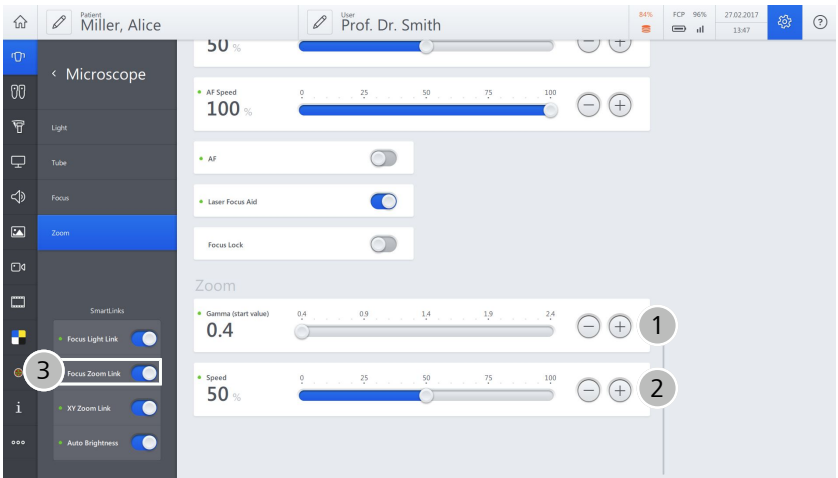 Patient
Miller, Alice
User
Prof. Dr. Smith
84%
FCP 96%
27.02.2017
13:47
?
‹ Microscope
Light
Tube
Focus
Zoom
SmartLinks
Focus Light Link
3
Focus Zoom Link
XY Zoom Link
Auto Brightness
i
50 %
AF Speed
100 %
0 25 50 75 100
AF
Laser Focus Aid
Focus Lock
Zoom
Gamma (start value)
0.4
0.4 0.9 1.4 1.9 2.4
1
Speed
50 %
0 25 50 75 100
2